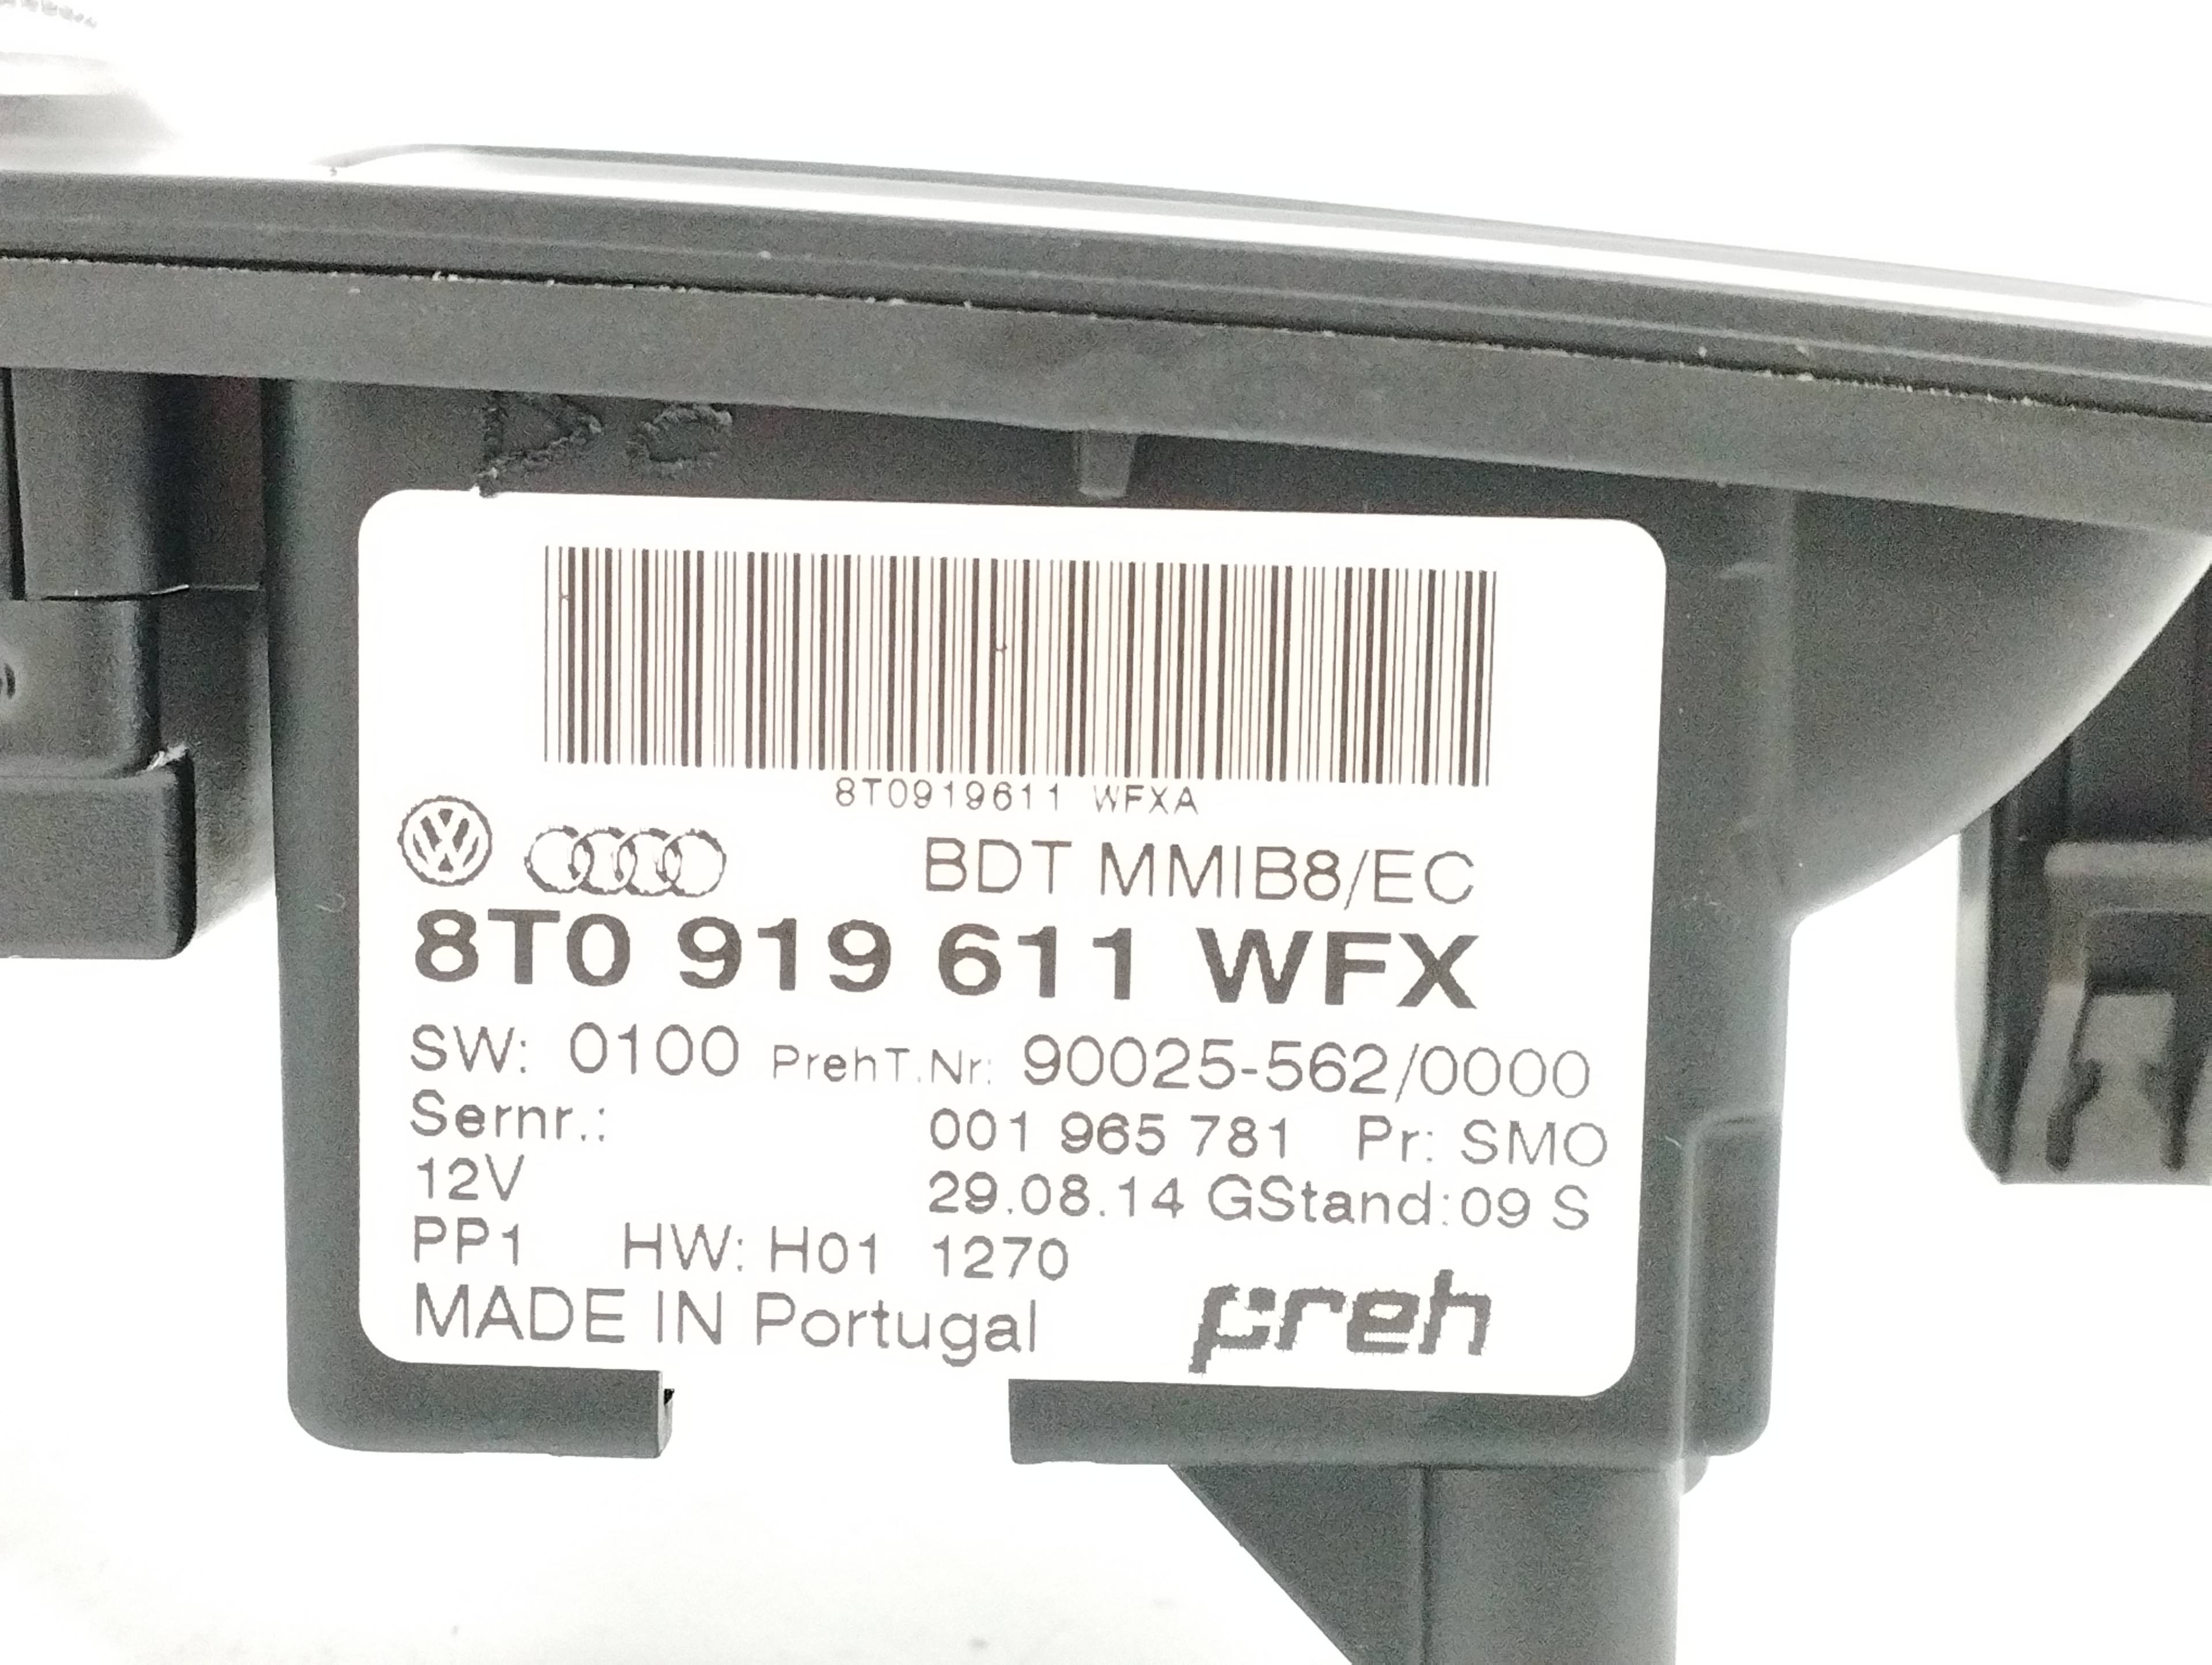 8T0919611 WFXA
BDT MMIB8/EC
8T0 919 611 WFX
SW: 0100 PrehT.Nr: 90025-562/0000
Sernr.: 001 965 781 Pr: SMO
12V 29.08.14 GStand:09 S
PP1 HW: H01 1270
MADE IN Portugal preh